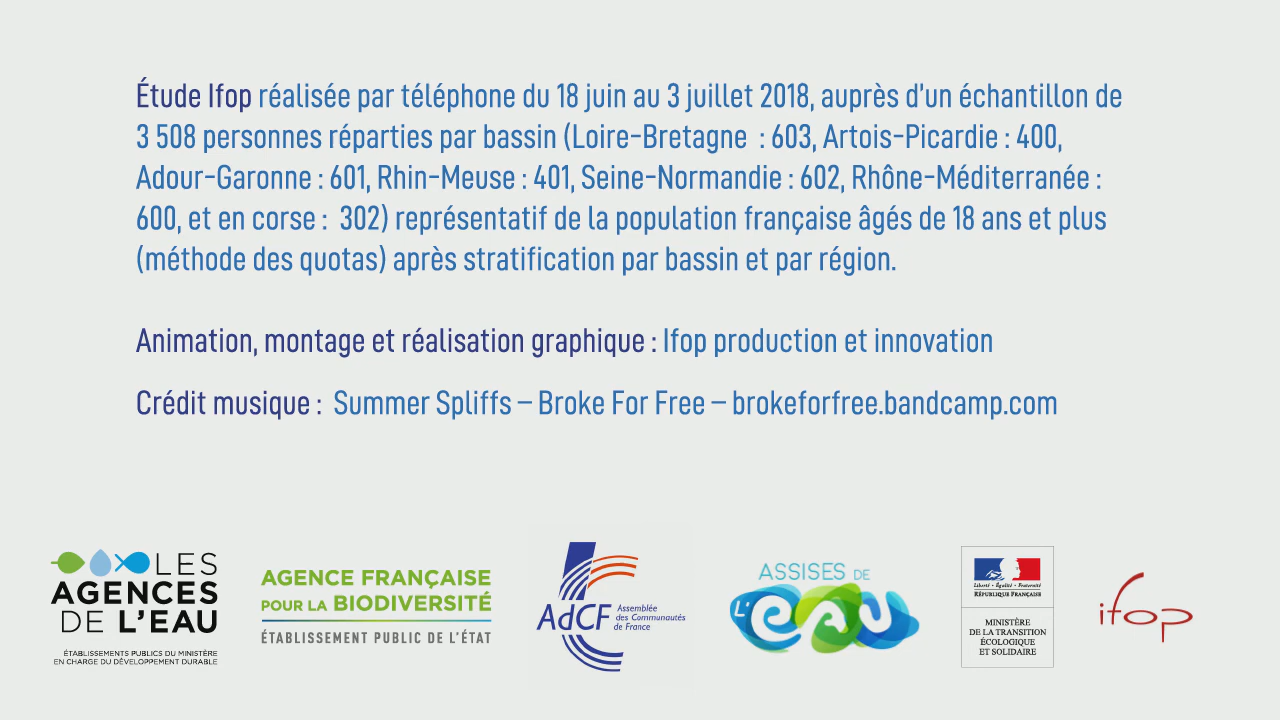 Étude Ifop réalisée par téléphone du 18 juin au 3 juillet 2018, auprès d'un échantillon de
3 508 personnes réparties par bassin (Loire-Bretagne : 603, Artois-Picardie : 400,
Adour-Garonne : 601, Rhin-Meuse : 401, Seine-Normandie : 602, Rhône-Méditerranée :
600, et en corse : 302) représentatif de la population française âgés de 18 ans et plus
(méthode des quotas) après stratification par bassin et par région.
Animation, montage et réalisation graphique : Ifop production et innovation
Crédit musique : Summer Spliffs – Broke For Free – brokeforfree.bandcamp.com
LES
AGENCES
DE L'EAU
ÉTABLISSEMENTS PUBLICS DU MINISTÈRE
EN CHARGE DU DÉVELOPPEMENT DURABLE
AGENCE FRANÇAISE
POUR LA BIODIVERSITÉ
ÉTABLISSEMENT PUBLIC DE L'ÉTAT
AdCF
Assemblée
des Communautés
de France
ASSISES DE
L'eau
Liberté • Égalité • Fraternité
RÉPUBLIQUE FRANÇAISE
MINISTÈRE
DE LA TRANSITION
ÉCOLOGIQUE
ET SOLIDAIRE
ifop